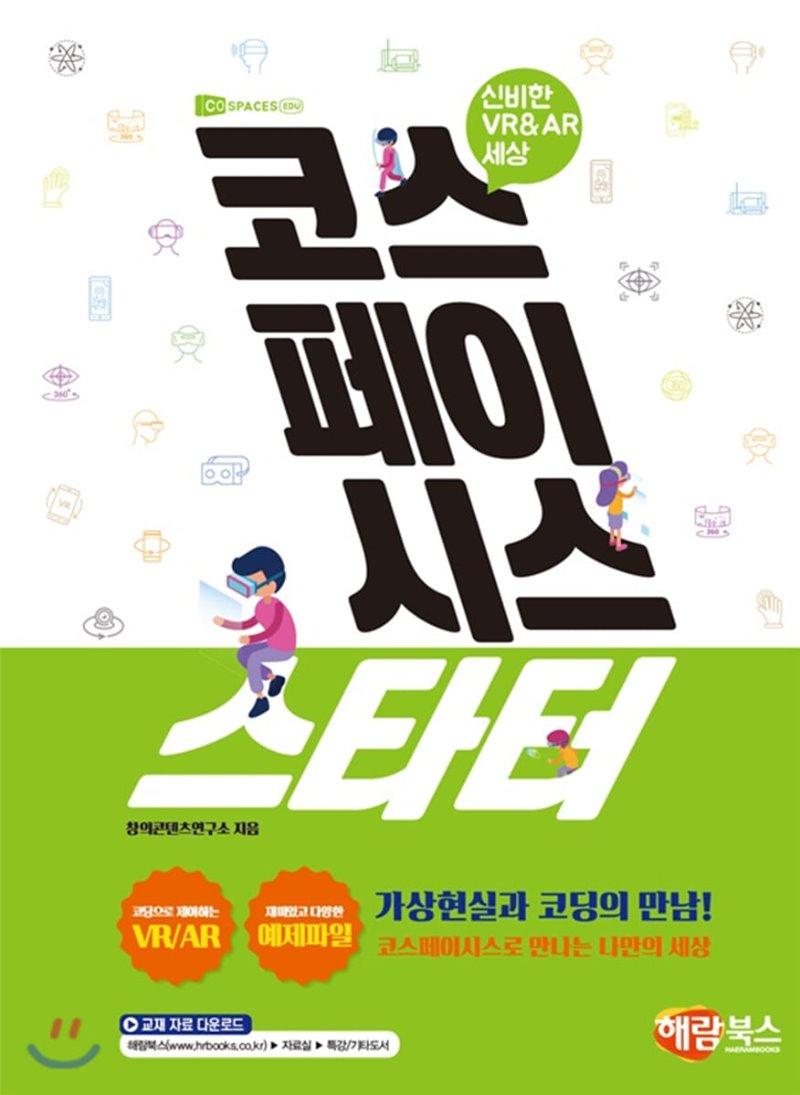 CO SPACES EDU
신비한
VR&AR
세상
코스
페이
시스
스타터
창의콘텐츠연구소 지음
코딩으로 제어하는
VR/AR
재미있고 다양한
예제파일
가상현실과 코딩의 만남!
코스페이시스로 만나는 나만의 세상
교재 자료 다운로드
해람북스(www.hrbooks.co.kr) ▶ 자료실 ▶ 특강/기타도서
해람북스
HAERAMBOOKS
360
360°
VR
360
360